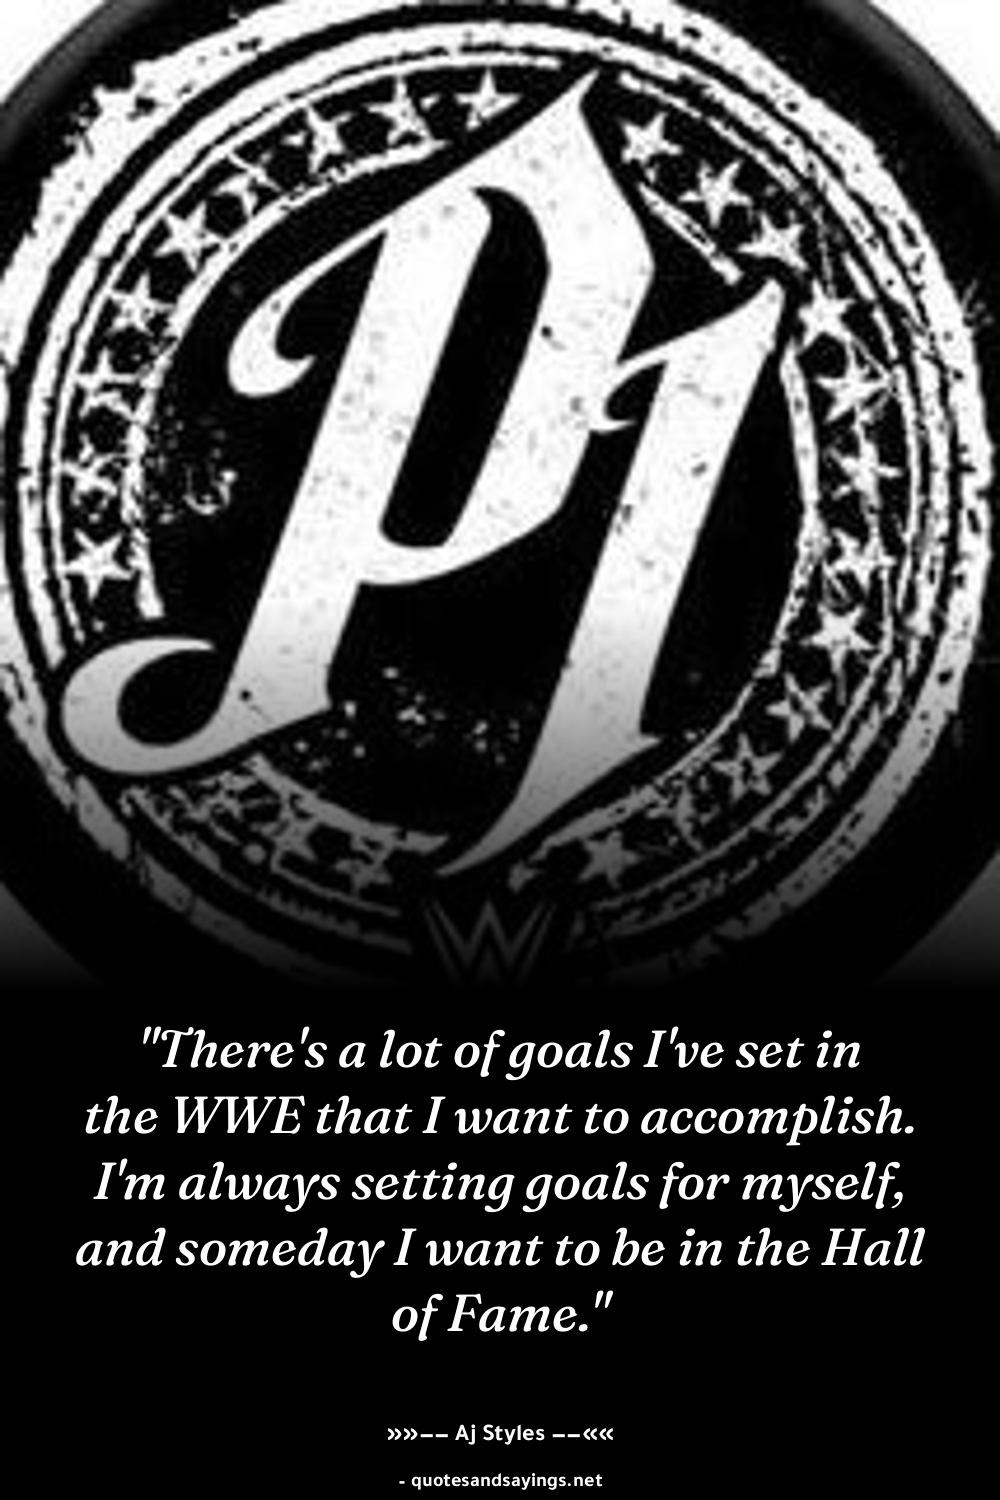 P1
W
"There's a lot of goals I've set in
the WWE that I want to accomplish.
I'm always setting goals for myself,
and someday I want to be in the Hall
of Fame."
»»−− Aj Styles −−««
- quotesandsayings.net